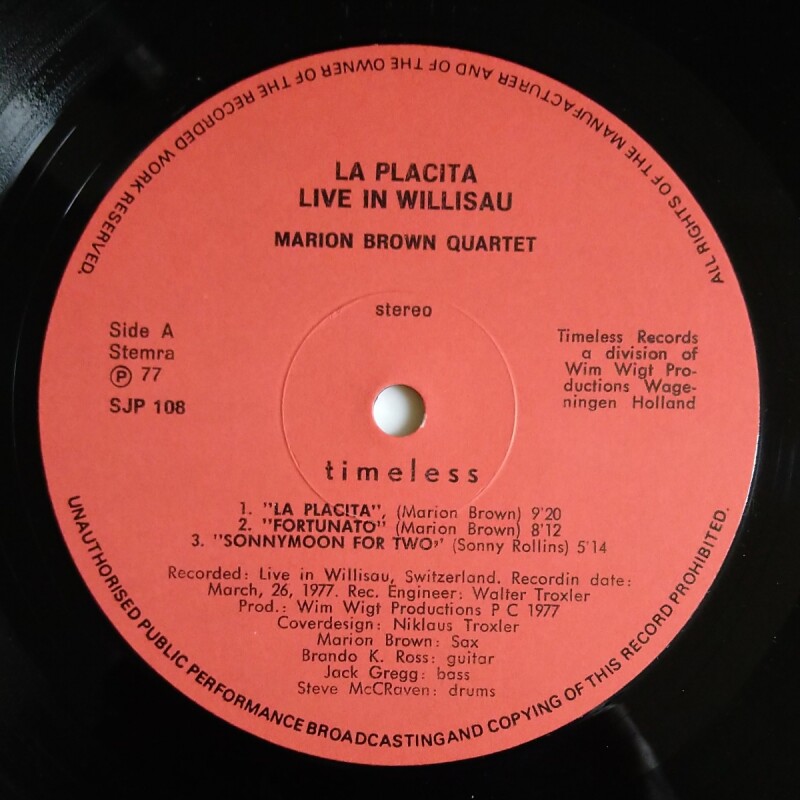 ALL RIGHTS OF THE MANUFACTURER AND OF THE OWNER OF THE RECORDED WORK RESERVED.
LA PLACITA
LIVE IN WILLISAU
MARION BROWN QUARTET
stereo
Side A
Stemra
Ⓟ 77
SJP 108
Timeless Records
a division of
Wim Wigt Pro-
ductions Wage-
ningen Holland
timeless
1. "LA PLACITA", (Marion Brown) 9'20
2. "FORTUNATO" (Marion Brown) 8'12
3. "SONNYMOON FOR TWO," (Sonny Rollins) 5'14
Recorded: Live in Willisau, Switzerland. Recordin date:
March, 26, 1977. Rec. Engineer: Walter Troxler
Prod.: Wim Wigt Productions P C 1977
Coverdesign: Niklaus Troxler
Marion Brown: Sax
Brando K. Ross: guitar
Jack Gregg: bass
Steve McCRaven: drums
UNAUTHORISED PUBLIC PERFORMANCE BROADCASTING AND COPYING OF THIS RECORD PROHIBITED.